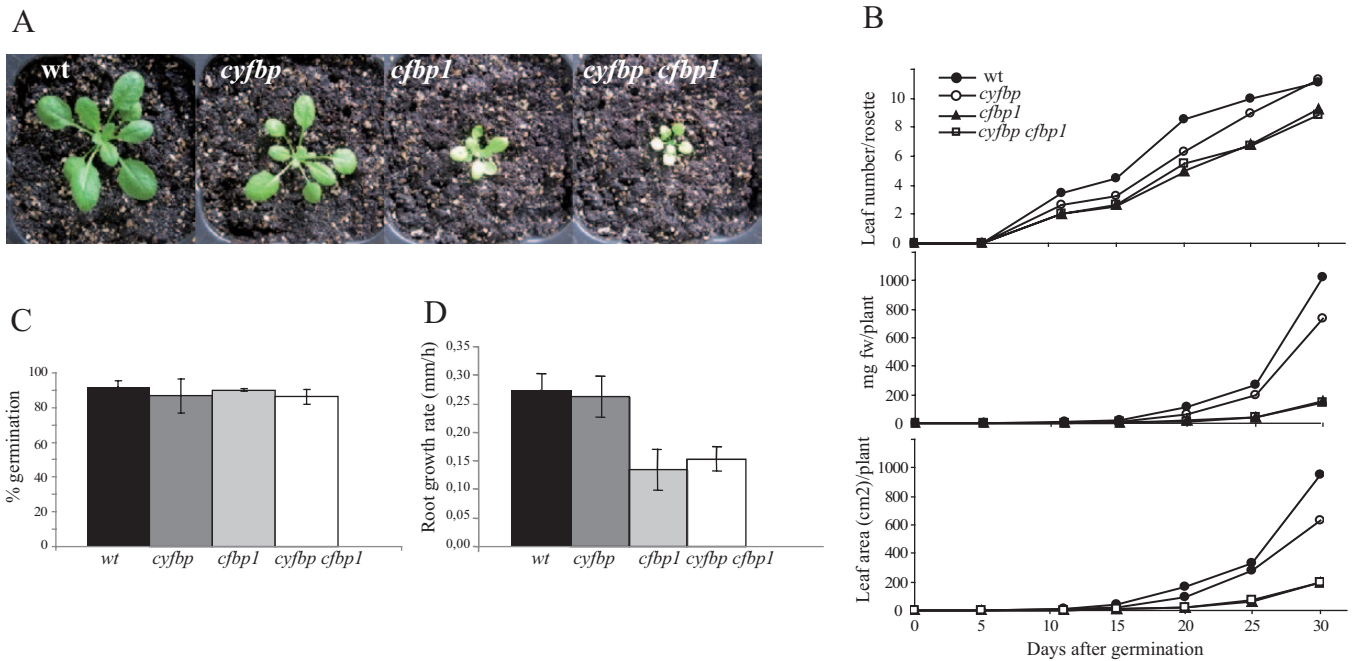 A
wt
cyfbp
cfbp1
cyfbp cfbp1
B
wt
cyfbp
cfbp1
cyfbp cfbp1
Leaf number/rosette
10
8
6
4
2
0
mg fw/plant
1000
800
600
400
200
0
Leaf area (cm2)/plant
1000
800
600
400
200
0
0 5 10 15 20 25 30
Days after germination
C
% germination
100
80
60
40
20
0
wt cyfbp cfbp1 cyfbp cfbp1
D
Root growth rate (mm/h)
0,35
0,30
0,25
0,20
0,15
0,10
0,05
0,00
wt cyfbp cfbp1 cyfbp cfbp1